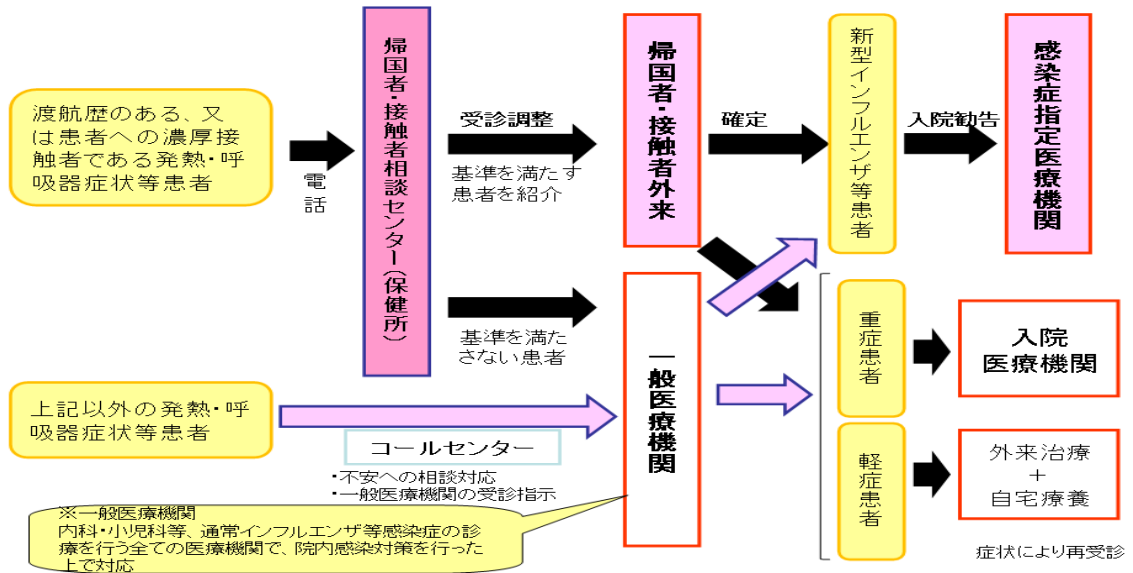 渡航歴のある、又
は患者への濃厚接
触者である発熱・呼
吸器症状等患者
電
話
帰国者・接触者相談センター(保健所)
受診調整
基準を満たす
患者を紹介
基準を満た
さない患者
帰国者・接触者外来
確定
新型インフルエンザ等患者
入院勧告
感染症指定医療機関
上記以外の発熱・呼
吸器症状等患者
コールセンター
・不安への相談対応
・一般医療機関の受診指示
一般医療機関
重症患者
入院
医療機関
軽症患者
外来治療
+
自宅療養
症状により再受診
※一般医療機関
内科・小児科等、通常インフルエンザ等感染症の診
療を行う全ての医療機関で、院内感染対策を行った
上で対応